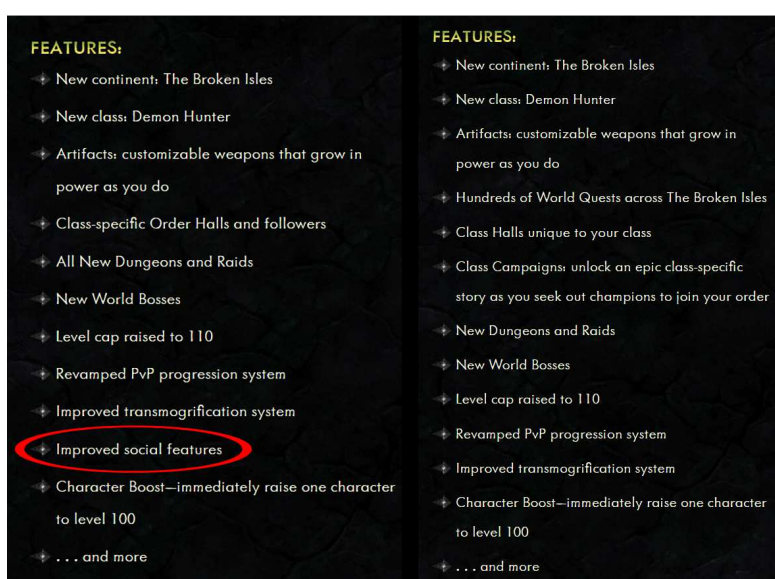 FEATURES:
New continent: The Broken Isles
New class: Demon Hunter
Artifacts: customizable weapons that grow in
power as you do
Class-specific Order Halls and followers
All New Dungeons and Raids
New World Bosses
Level cap raised to 110
Revamped PvP progression system
Improved transmogrification system
Improved social features
Character Boost—immediately raise one character
to level 100
. . . and more
FEATURES:
New continent: The Broken Isles
New class: Demon Hunter
Artifacts: customizable weapons that grow in
power as you do
Hundreds of World Quests across The Broken Isles
Class Halls unique to your class
Class Campaigns: unlock an epic class-specific
story as you seek out champions to join your order
New Dungeons and Raids
New World Bosses
Level cap raised to 110
Revamped PvP progression system
Improved transmogrification system
Character Boost—immediately raise one character
to level 100
. . . and more